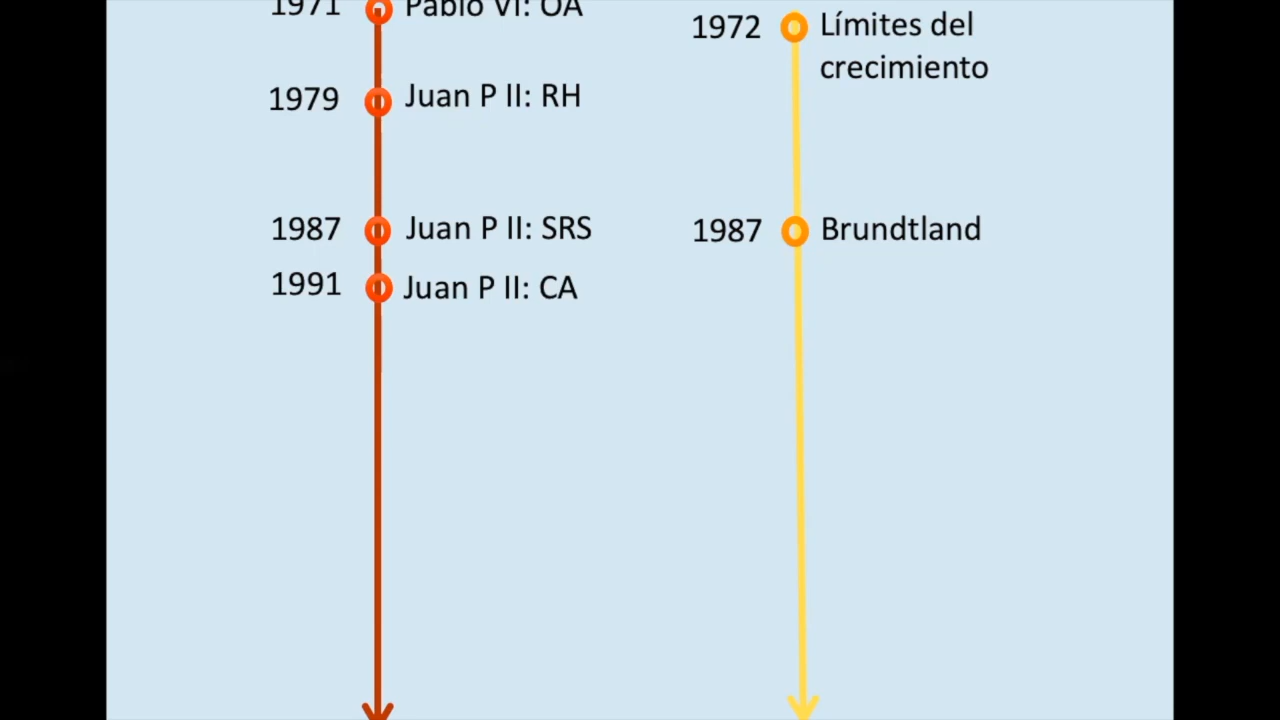 1971 Pablo VI: OA
1979 Juan P II: RH
1987 Juan P II: SRS
1991 Juan P II: CA
1972 Límites del
crecimiento
1987 Brundtland